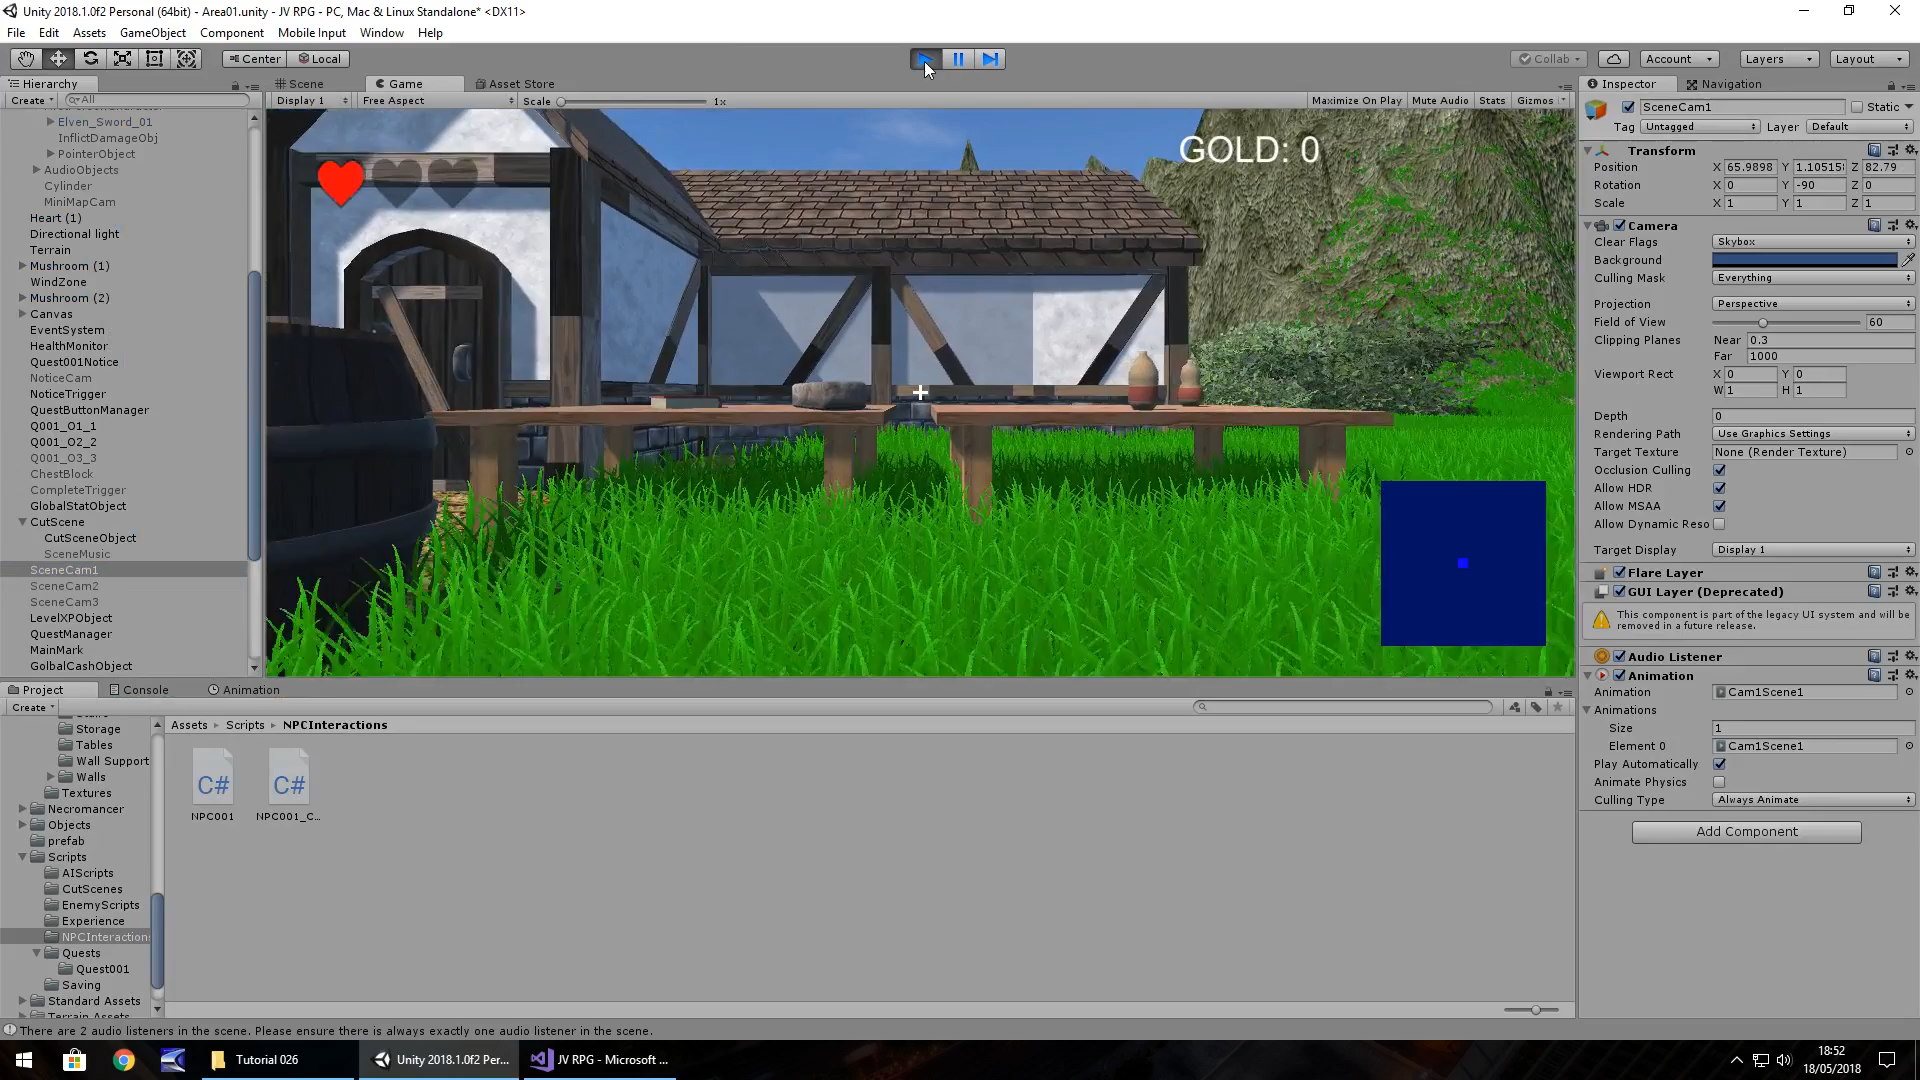 Unity 2018.1.0f2 Personal (64bit) - Area01.unity - JV RPG - PC, Mac & Linux Standalone* <DX11>
File Edit Assets GameObject Component Mobile Input Window Help
Center Local Collab Account Layers Layout
Hierarchy Scene Game Asset Store Inspector Navigation
Create All Display 1 Free Aspect Scale 1x Maximize On Play Mute Audio Stats Gizmos
Elven_Sword_01
InflictDamageObj
PointerObject
AudioObjects
Cylinder
MiniMapCam
Heart (1)
Directional light
Terrain
Mushroom (1)
WindZone
Mushroom (2)
Canvas
EventSystem
HealthMonitor
Quest001Notice
NoticeCam
NoticeTrigger
QuestButtonManager
Q001_O1_1
Q001_O2_2
Q001_O3_3
ChestBlock
CompleteTrigger
GlobalStatObject
CutScene
CutSceneObject
SceneMusic
SceneCam1
SceneCam2
SceneCam3
LevelXPObject
QuestManager
MainMark
GolbalCashObject
GOLD: 0
SceneCam1 Static
Tag Untagged Layer Default
Transform
Position X 65.9898 Y 1.105158 Z 82.79
Rotation X 0 Y -90 Z 0
Scale X 1 Y 1 Z 1
Camera
Clear Flags Skybox
Background
Culling Mask Everything
Projection Perspective
Field of View 60
Clipping Planes Near 0.3
Far 1000
Viewport Rect X 0 Y 0
W 1 H 1
Depth 0
Rendering Path Use Graphics Settings
Target Texture None (Render Texture)
Occlusion Culling
Allow HDR
Allow MSAA
Allow Dynamic Reso
Target Display Display 1
Flare Layer
GUI Layer (Deprecated)
This component is part of the legacy UI system and will be
removed in a future release.
Audio Listener
Animation
Animation Cam1Scene1
Animations
Size 1
Element 0 Cam1Scene1
Play Automatically
Animate Physics
Culling Type Always Animate
Add Component
Project Console Animation
Create
Assets Scripts NPCInteractions
Storage
Tables
Wall Support
Walls
Textures
Necromancer
Objects
prefab
Scripts
AIScripts
CutScenes
EnemyScripts
Experience
NPCInteractions
Quests
Quest001
Saving
Standard Assets
Terrain Assets
C# C#
NPC001 NPC001_C...
There are 2 audio listeners in the scene. Please ensure there is always exactly one audio listener in the scene.
Tutorial 026 Unity 2018.1.0f2 Per... JV RPG - Microsoft ...
18:52
18/05/2018